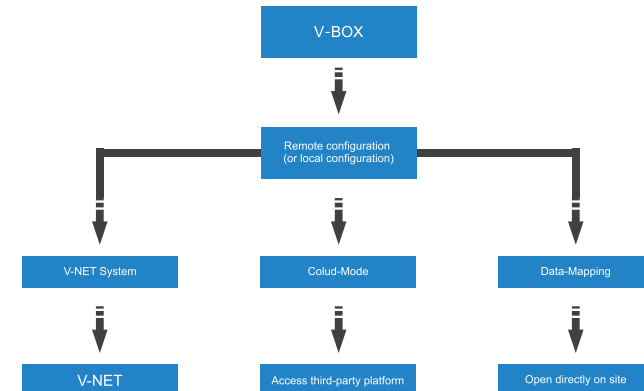 V-BOX
Remote configuration
(or local configuration)
V-NET System
Colud-Mode
Data-Mapping
V-NET
Access third-party platform
Open directly on site